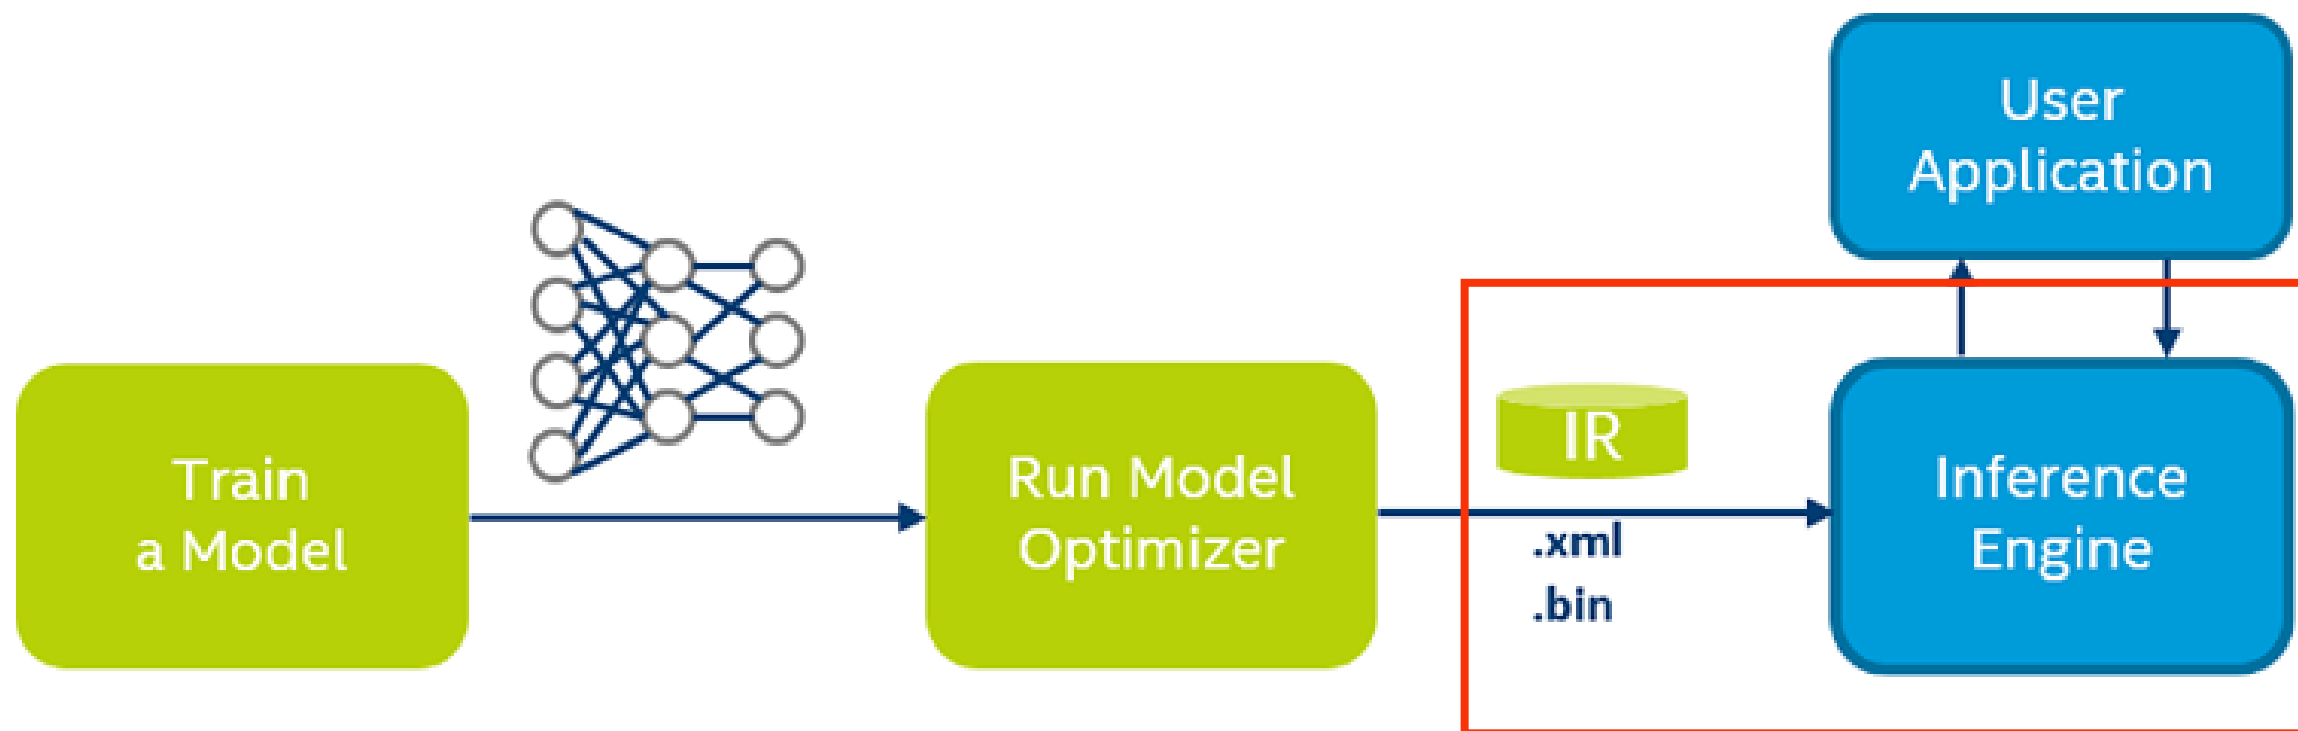 User
Application
Train
a Model
Run Model
Optimizer
IR
.xml
.bin
Inference
Engine